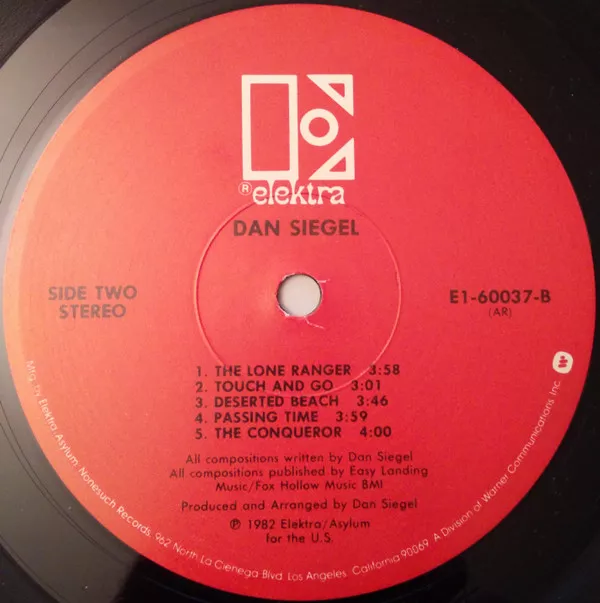 ® elektra
DAN SIEGEL
SIDE TWO
STEREO
E1-60037-B
(AR)
1. THE LONE RANGER 3:58
2. TOUCH AND GO 3:01
3. DESERTED BEACH 3:46
4. PASSING TIME 3:59
5. THE CONQUEROR 4:00
All compositions written by Dan Siegel
All compositions published by Easy Landing
Music/Fox Hollow Music BMI
Produced and Arranged by Dan Siegel
℗ 1982 Elektra/Asylum
for the U.S.
Mfg. by Elektra/Asylum/Nonesuch Records, 962 North La Cienega Blvd. Los Angeles, California 90069. A Division of Warner Communications Inc.